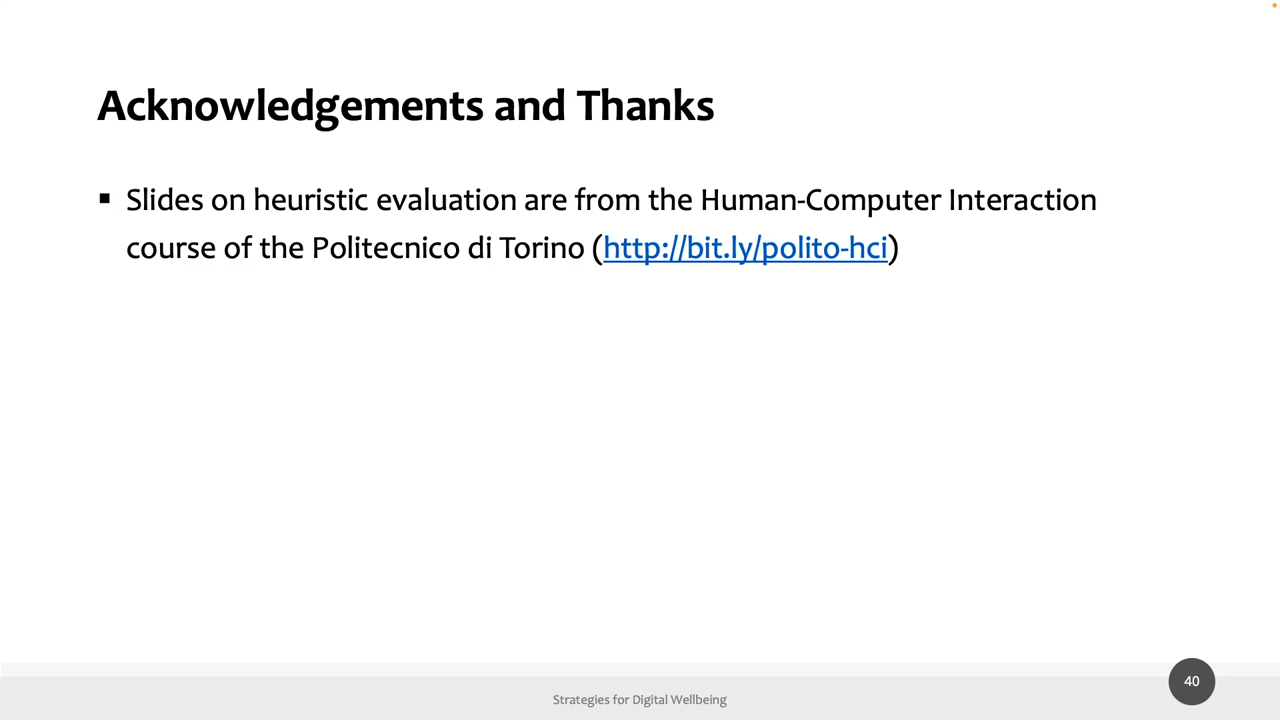 Acknowledgements and Thanks
▪ Slides on heuristic evaluation are from the Human-Computer Interaction
course of the Politecnico di Torino (http://bit.ly/polito-hci)
40
Strategies for Digital Wellbeing